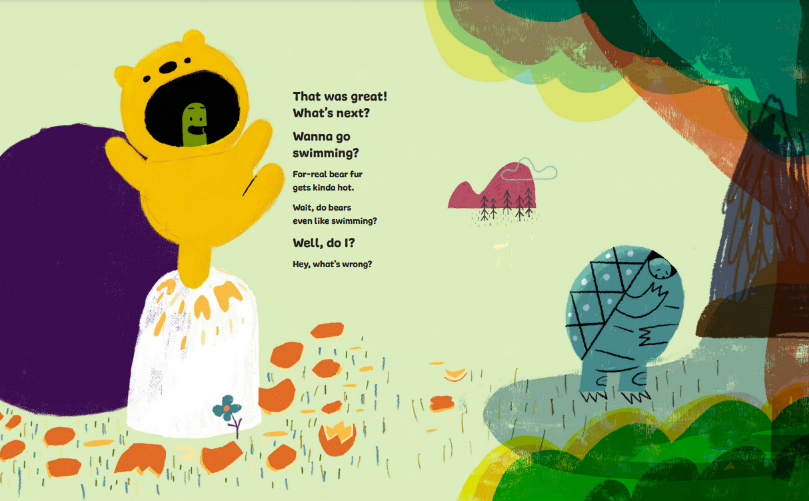 That was great!
What's next?
Wanna go
swimming?
For-real bear fur
gets kinda hot.
Wait, do bears
even like swimming?
Well, do I?
Hey, what's wrong?